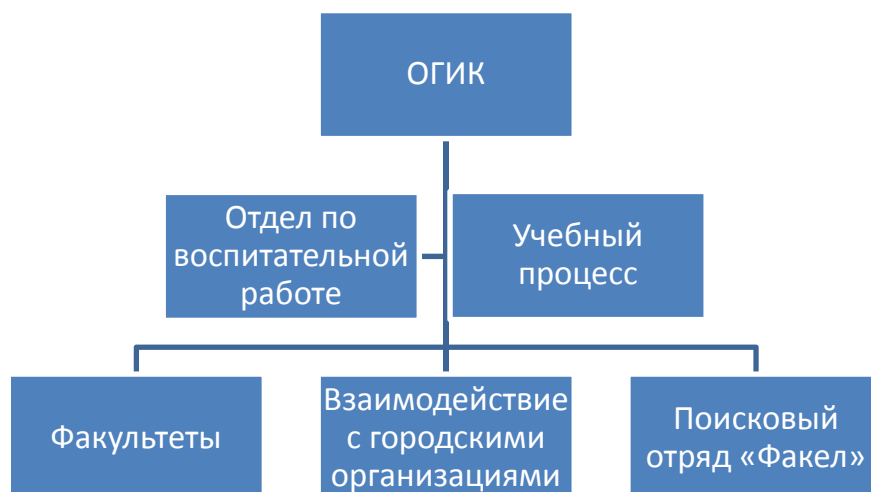 ОГИК
Отдел по
воспитательной
работе
Учебный
процесс
Факультеты
Взаимодействие
с городскими
организациями
Поисковый
отряд «Факел»